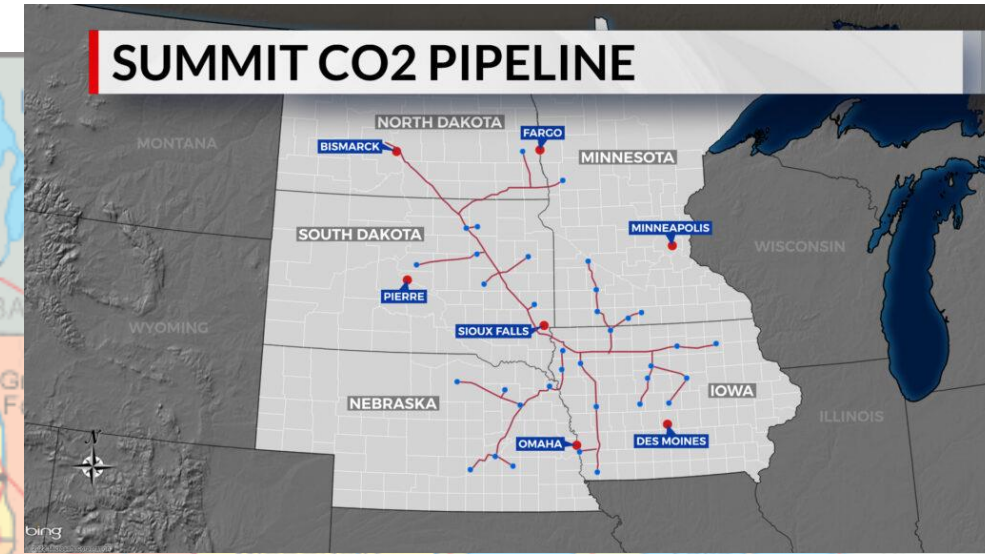 SUMMIT CO2 PIPELINE
NORTH DAKOTA
FARGO
MONTANA
BISMARCK
MINNESOTA
MINNEAPOLIS
SOUTH DAKOTA
WISCONSIN
PIERRE
WYOMING
SIOUX FALLS
IOWA
NEBRASKA
ILLINOIS
OMAHA
DES MOINES
N
bing